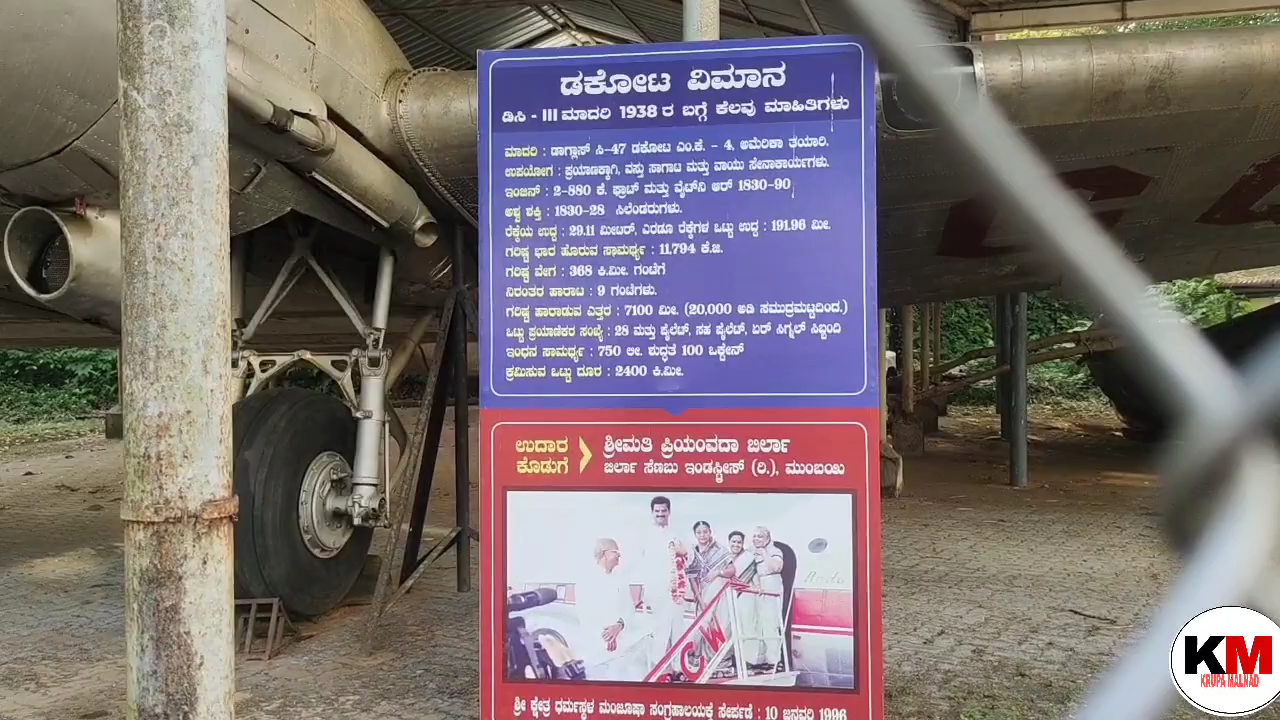 ಡಕೋಟ ವಿಮಾನ
ಡಿಸಿ - III ಮಾದರಿ 1938 ರ ಬಗ್ಗೆ ಕೆಲವು ಮಾಹಿತಿಗಳು
ಮಾದರಿ : ಡಾಗ್ಲಾಸ್ ಸಿ-47 ಡಕೋಟ ಎಂ.ಕೆ. - 4, ಅಮೆರಿಕಾ ತಯಾರಿ.
ಉಪಯೋಗ : ಪ್ರಯಾಣಕ್ಕಾಗಿ, ವಸ್ತು ಸಾಗಾಟ ಮತ್ತು ವಾಯು ಸೇನಾಕಾರ್ಯಗಳು.
ಇಂಜಿನ್ : 2-880 ಕೆ. ಫ್ರಾಟ್ ಮತ್ತು ವೈಟ್‌ನಿ ಆರ್ 1830-90
ಅಶ್ವ ಶಕ್ತಿ : 1830-28 ಸಿಲೆಂಡರುಗಳು.
ರೆಕ್ಕೆಯ ಉದ್ದ : 29.11 ಮೀಟರ್, ಎರಡೂ ರೆಕ್ಕೆಗಳ ಒಟ್ಟು ಉದ್ದ : 191.96 ಮೀ.
ಗರಿಷ್ಟ ಭಾರ ಹೊರುವ ಸಾಮರ್ಥ್ಯ : 11,794 ಕೆ.ಜಿ.
ಗರಿಷ್ಟ ವೇಗ : 368 ಕಿ.ಮೀ. ಗಂಟೆಗೆ
ನಿರಂತರ ಹಾರಾಟ : 9 ಗಂಟೆಗಳು.
ಗರಿಷ್ಟ ಹಾರಾಡುವ ಎತ್ತರ : 7100 ಮೀ. (20,000 ಅಡಿ ಸಮುದ್ರಮಟ್ಟದಿಂದ.)
ಒಟ್ಟು ಪ್ರಯಾಣಿಕರ ಸಂಖ್ಯೆ : 28 ಮತ್ತು ಪೈಲೆಟ್, ಸಹ ಪೈಲೆಟ್, ಏರ್ ಸಿಗ್ನಲ್ ಸಿಬ್ಬಂದಿ
ಇಂಧನ ಸಾಮರ್ಥ್ಯ : 750 ಲೀ. ಶುದ್ಧತೆ 100 ಒಕ್ಟೇನ್
ಕ್ರಮಿಸುವ ಒಟ್ಟು ದೂರ : 2400 ಕಿ.ಮೀ.
ಉದಾರ ಕೊಡುಗೆ
ಶ್ರೀಮತಿ ಪ್ರಿಯಂವದಾ ಬಿರ್ಲಾ
ಬಿರ್ಲಾ ಸೆಣಬು ಇಂಡಸ್ಟ್ರೀಸ್ (ರಿ.), ಮುಂಬಯಿ
ಶ್ರೀ ಕ್ಷೇತ್ರ ಧರ್ಮಸ್ಥಳ ಮಂಜೂಷಾ ಸಂಗ್ರಹಾಲಯಕ್ಕೆ ಸೇರ್ಪಡೆ : 10 ಜನವರಿ 1996
KM
KRUPA MALNAD